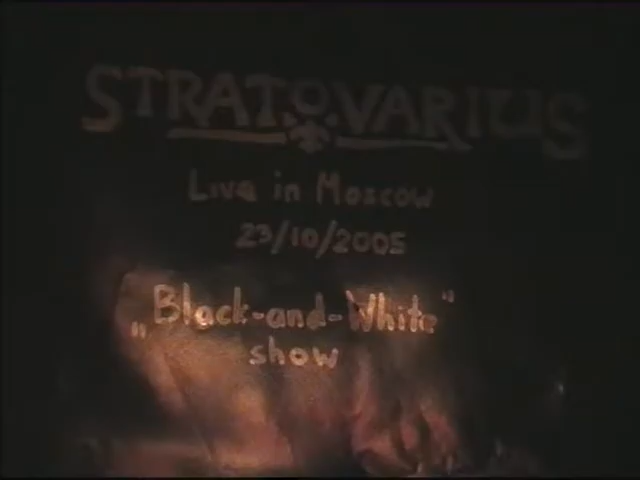 STRATOVARIUS
Live in Moscow
23/10/2005
„Black-and-White"
show